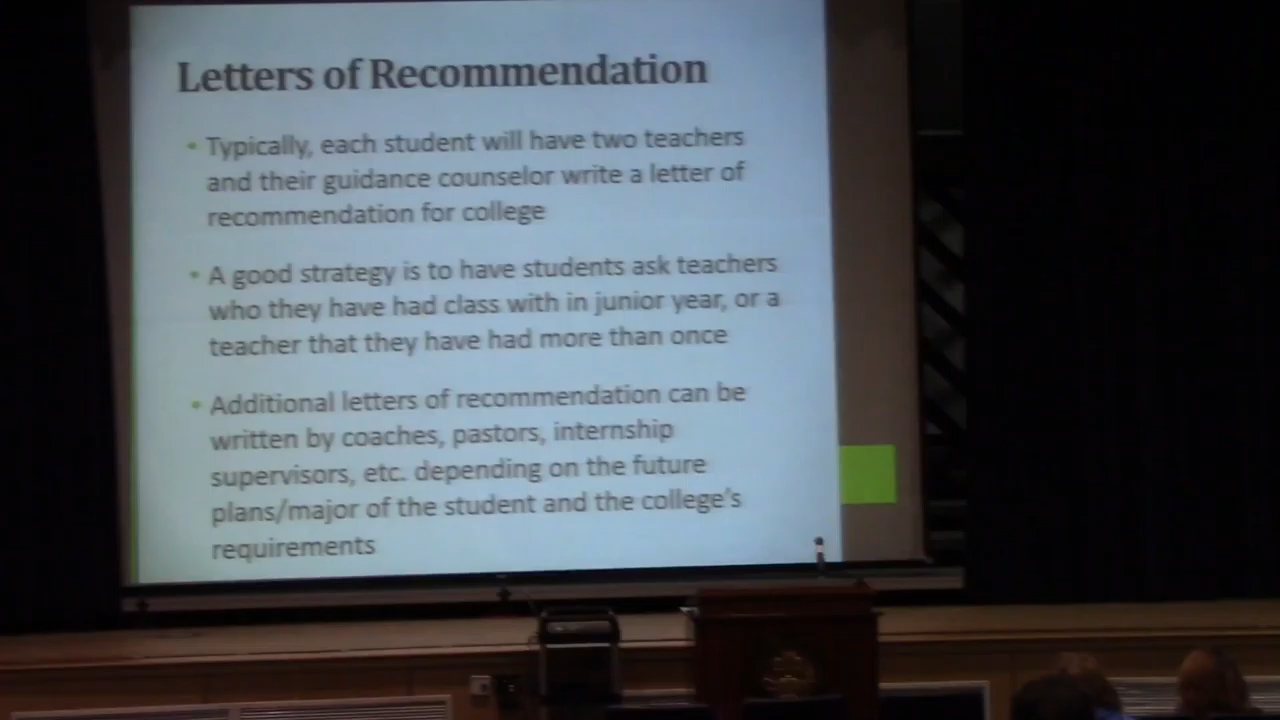 Letters of Recommendation
• Typically, each student will have two teachers
and their guidance counselor write a letter of
recommendation for college
• A good strategy is to have students ask teachers
who they have had class with in junior year, or a
teacher that they have had more than once
• Additional letters of recommendation can be
written by coaches, pastors, internship
supervisors, etc. depending on the future
plans/major of the student and the college's
requirements